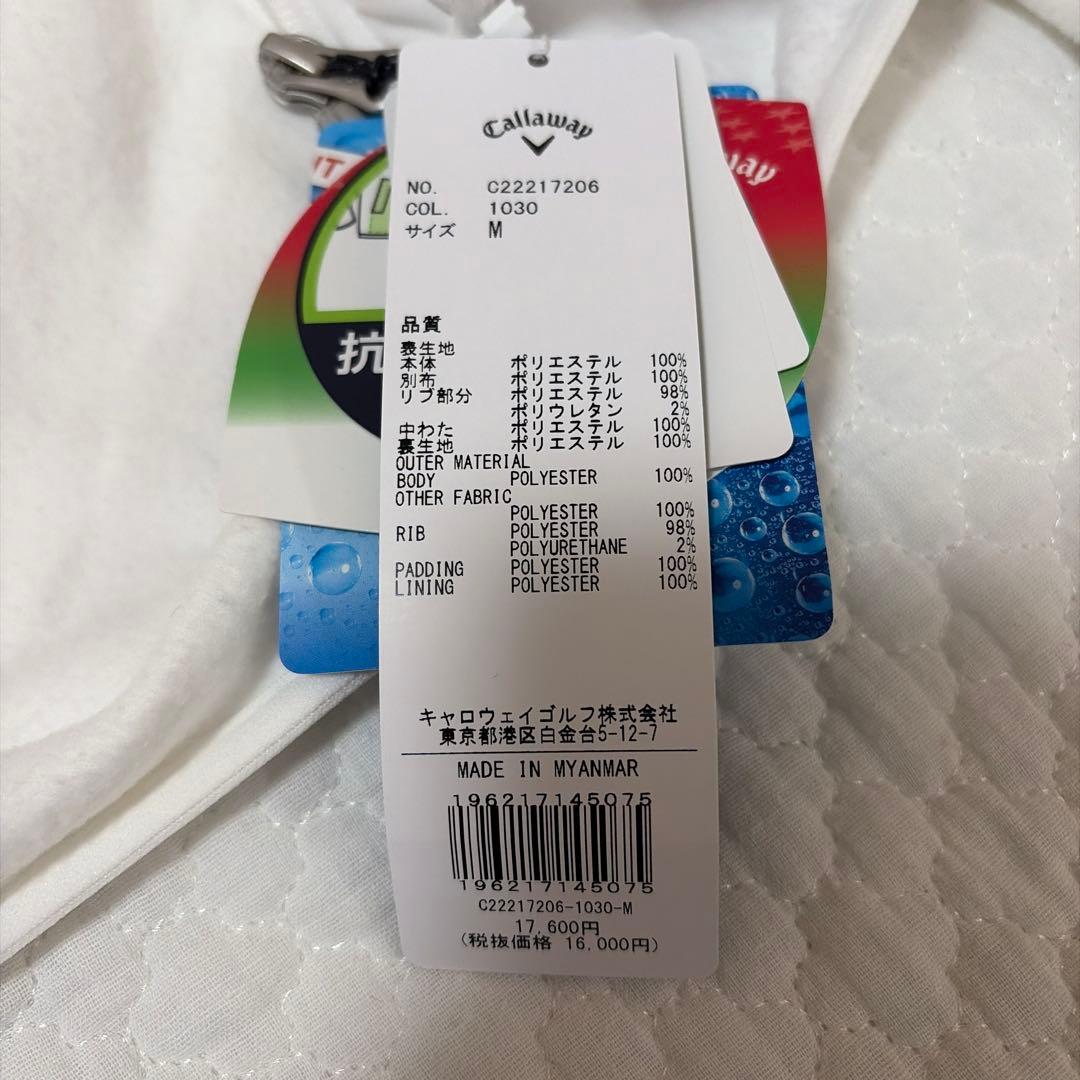 Callaway
NO. C22217206
COL. 1030
サイズ M
品質
表生地
本体 ポリエステル 100%
別布 ポリエステル 100%
リブ部分 ポリエステル 98%
ポリウレタン 2%
中わた ポリエステル 100%
裏生地 ポリエステル 100%
OUTER MATERIAL
BODY POLYESTER 100%
OTHER FABRIC
POLYESTER 100%
RIB POLYESTER 98%
POLYURETHANE 2%
PADDING POLYESTER 100%
LINING POLYESTER 100%
キャロウェイゴルフ株式会社
東京都港区白金台5-12-7
MADE IN MYANMAR
196217145075
196217145075
C22217206-1030-M
17,600円
(税抜価格 16,000円)
抗
way